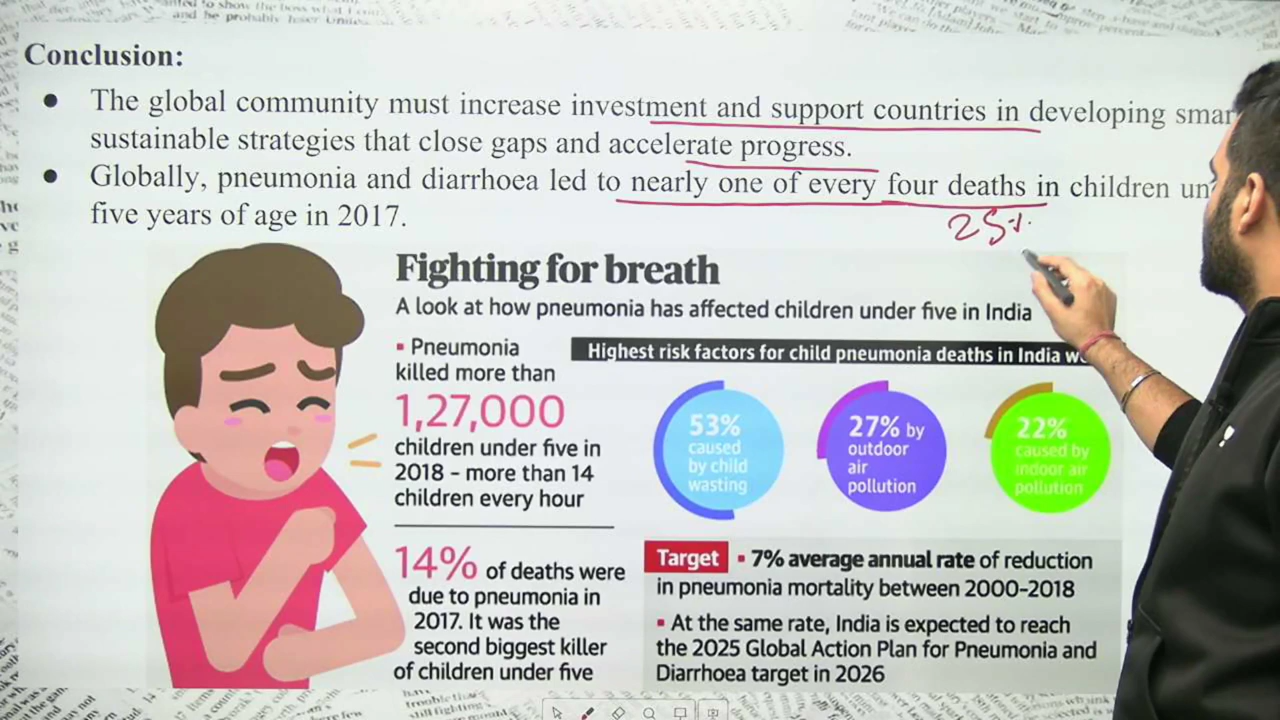 Conclusion:
● The global community must increase investment and support countries in developing smar
sustainable strategies that close gaps and accelerate progress.
● Globally, pneumonia and diarrhoea led to nearly one of every four deaths in children un
five years of age in 2017.
25%
Fighting for breath
A look at how pneumonia has affected children under five in India
▪ Pneumonia
killed more than
1,27,000
children under five in
2018 – more than 14
children every hour
14% of deaths were
due to pneumonia in
2017. It was the
second biggest killer
of children under five
Highest risk factors for child pneumonia deaths in India w
53%
caused
by child
wasting
27% by
outdoor
air
pollution
22%
caused by
indoor air
pollution
Target ▪ 7% average annual rate of reduction
in pneumonia mortality between 2000–2018
▪ At the same rate, India is expected to reach
the 2025 Global Action Plan for Pneumonia and
Diarrhoea target in 2026